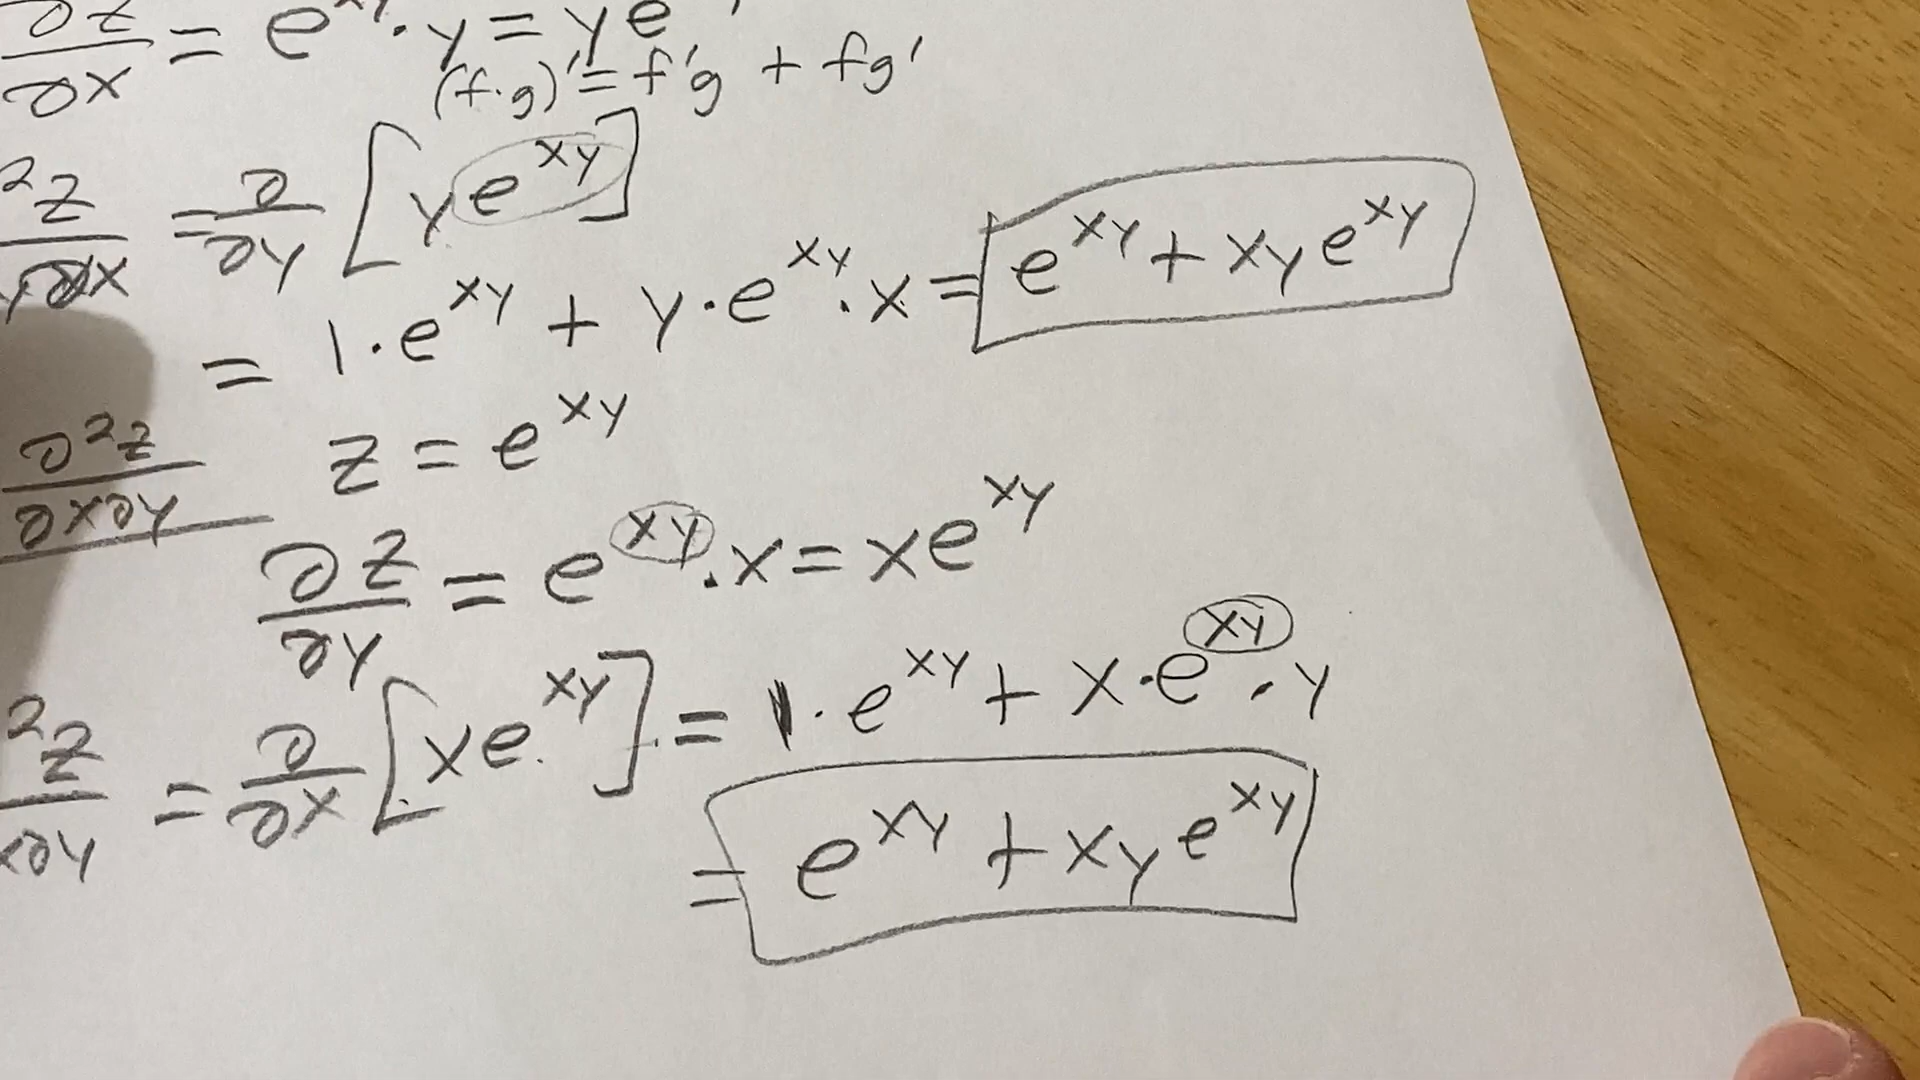 ∂z/∂x = e^xy · y = ye
(f·g)' = f'g + fg'
²z/∂y∂x = ∂/∂y [ye^xy]
= 1·e^xy + y·e^xy·x = e^xy + xye^xy
∂²z/∂x∂y
z = e^xy
∂z/∂y = e^xy·x = xe^xy
²z/x∂y = ∂/∂x [xe^xy] = 1·e^xy + x·e^xy·y
= e^xy + xye^xy